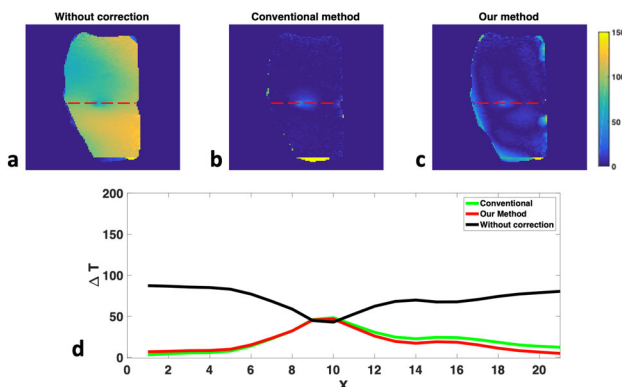 Without correction
Conventional method
Our method
150
100
50
0
a
b
c
200
150
100
50
0
Δ T
Conventional
Our Method
Without correction
d
0 2 4 6 8 10 12 14 16 18 20
X